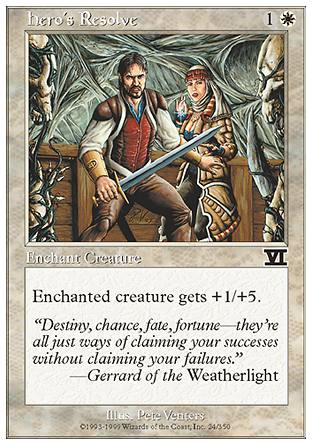 Hero's Resolve 1
Enchant Creature VI
Enchanted creature gets +1/+5.
“Destiny, chance, fate, fortune—they're
all just ways of claiming your successes
without claiming your failures.”
—Gerrard of the Weatherlight
Illus. Pete Venters
©1993-1999 Wizards of the Coast, Inc. 24/350